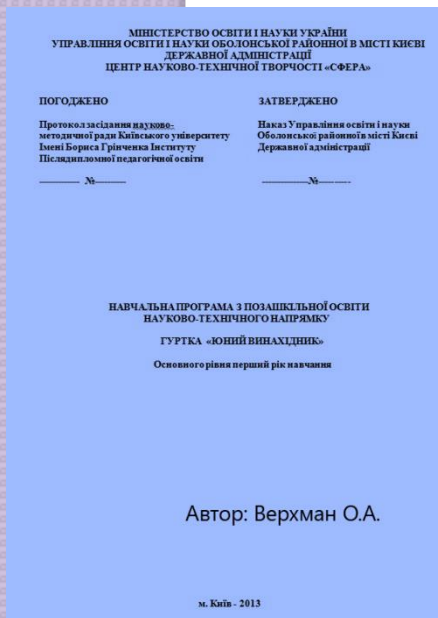 МІНІСТЕРСТВО ОСВІТИ І НАУКИ УКРАЇНИ
УПРАВЛІННЯ ОСВІТИ І НАУКИ ОБОЛОНСЬКОЇ РАЙОННОЇ В МІСТІ КИЄВІ
ДЕРЖАВНОЇ АДМІНІСТРАЦІЇ
ЦЕНТР НАУКОВО-ТЕХНІЧНОЇ ТВОРЧОСТІ «СФЕРА»
ПОГОДЖЕНО
Протокол засідання науково-
методичної ради Київського університету
Імені Бориса Грінченка Інституту
Післядипломної педагогічної освіти
__________ №________
ЗАТВЕРДЖЕНО
Наказ Управління освіти і науки
Оболонської районної в місті Києві
Державної адміністрації
____________№________
НАВЧАЛЬНА ПРОГРАМА З ПОЗАШКІЛЬНОЇ ОСВІТИ
НАУКОВО-ТЕХНІЧНОГО НАПРЯМКУ
ГУРТКА «ЮНИЙ ВИНАХІДНИК»
Основного рівня перший рік навчання
Автор: Верхман О.А.
м. Київ - 2013